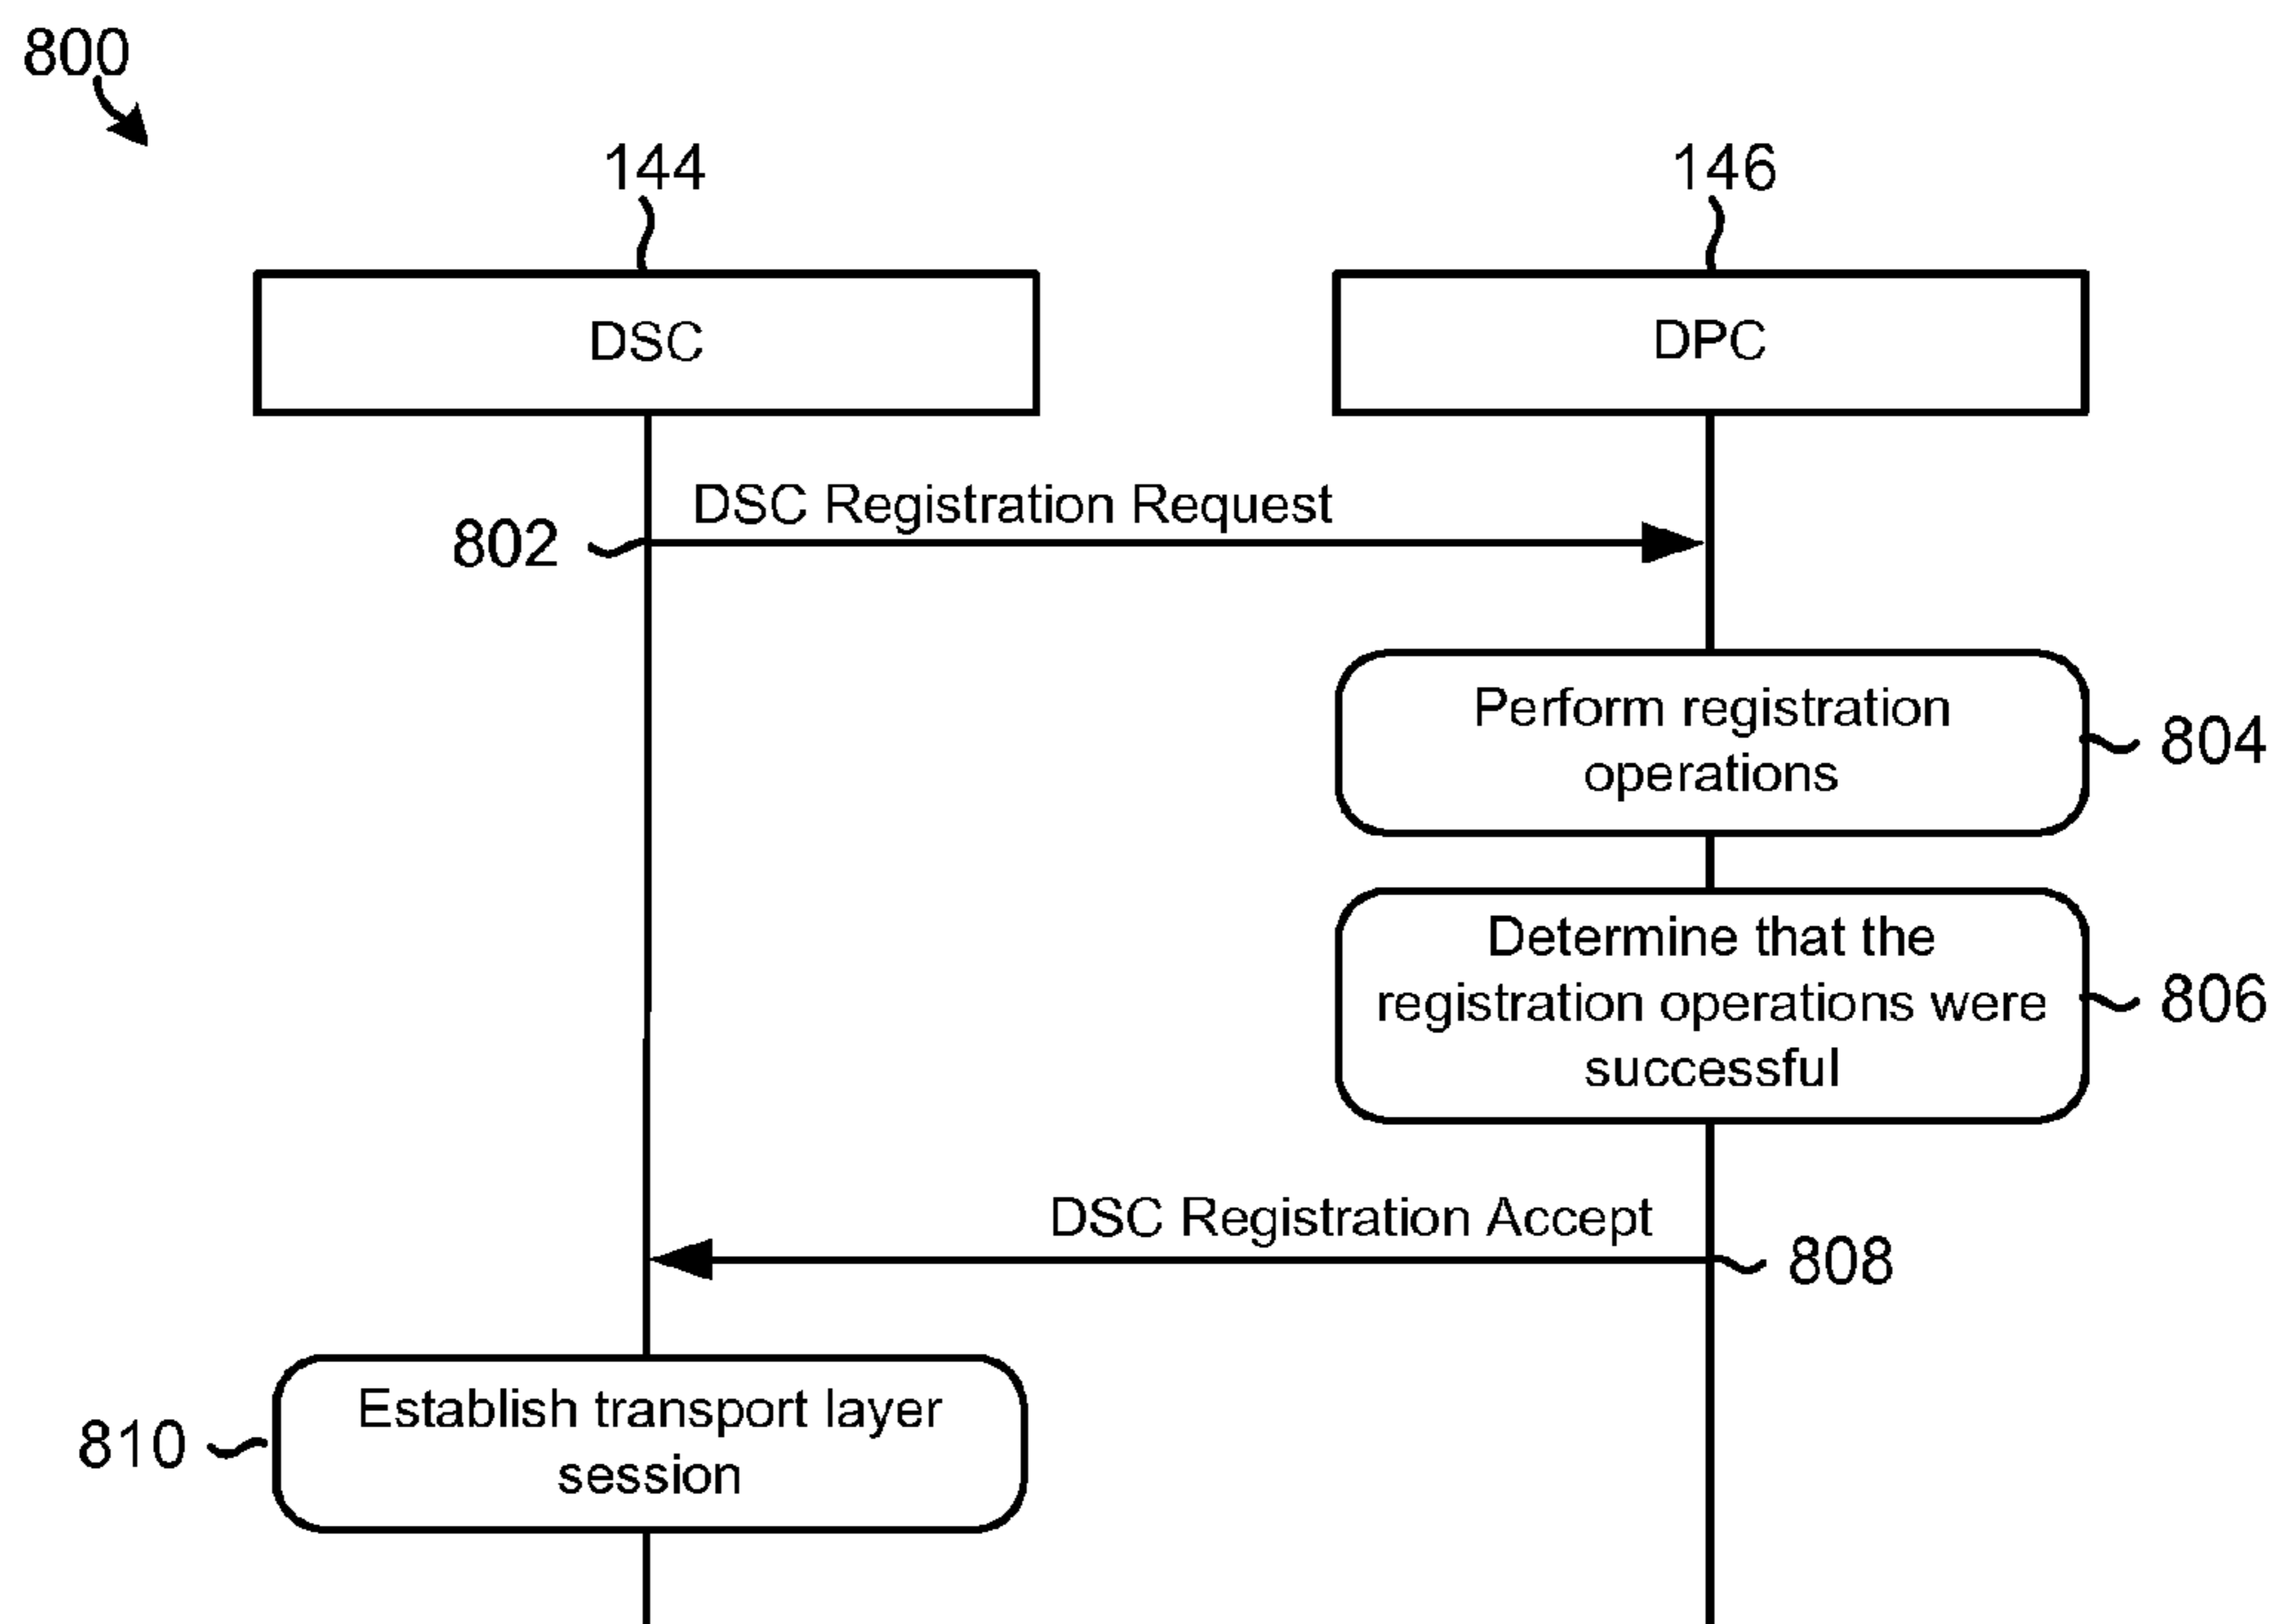 800
144
146
DSC
DPC
DSC Registration Request
802
Perform registration
operations
804
Determine that the
registration operations were
successful
806
DSC Registration Accept
808
Establish transport layer
session
810